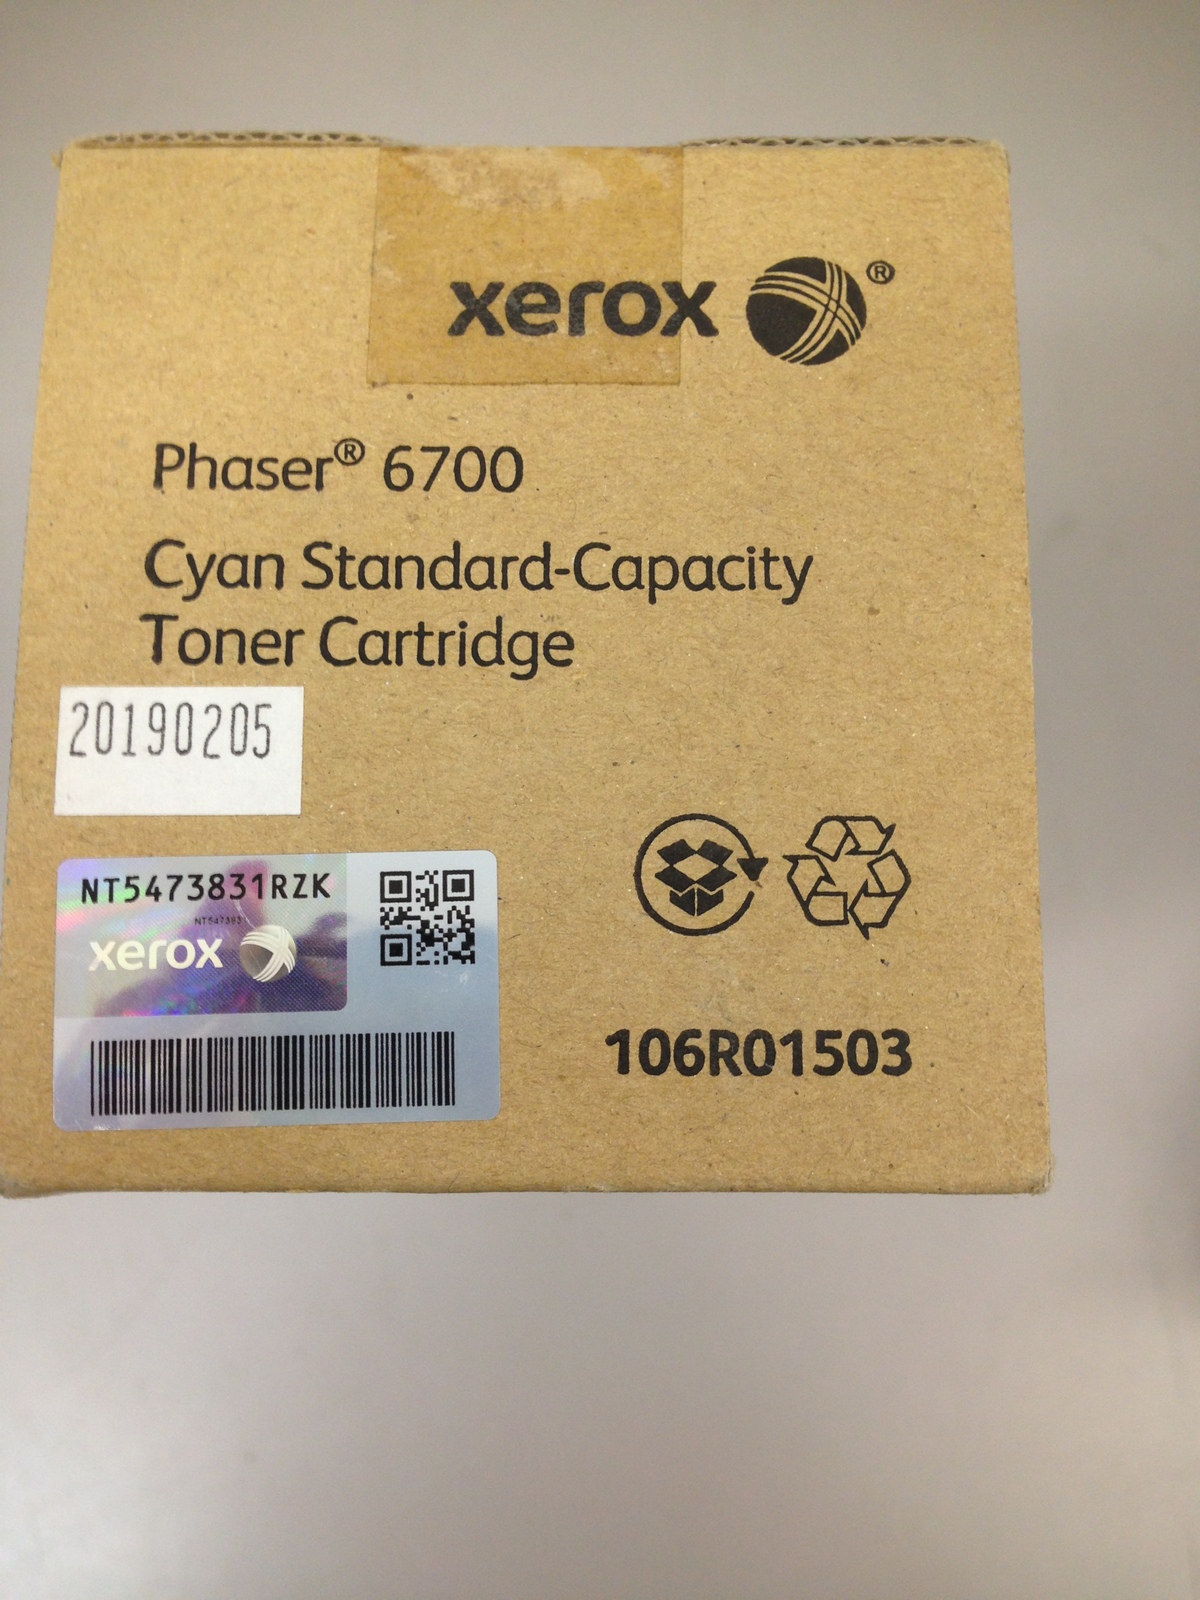 xerox ®
Phaser® 6700
Cyan Standard-Capacity
Toner Cartridge
20190205
NT5473831RZK
xerox
106R01503